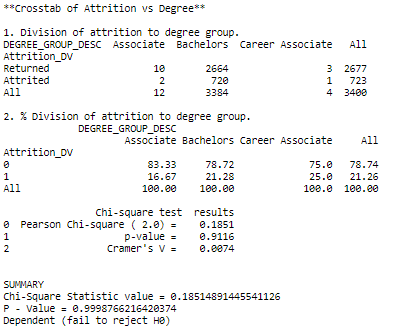 **Crosstab of Attrition vs Degree**
1. Division of attrition to degree group.
DEGREE_GROUP_DESC Associate Bachelors Career Associate All
Attrition_DV
Returned 10 2664 3 2677
Attrited 2 720 1 723
All 12 3384 4 3400
2. % Division of attrition to degree group.
DEGREE_GROUP_DESC
Associate Bachelors Career Associate All
Attrition_DV
0 83.33 78.72 75.0 78.74
1 16.67 21.28 25.0 21.26
All 100.00 100.00 100.0 100.00
Chi-square test results
0 Pearson Chi-square ( 2.0) = 0.1851
1 p-value = 0.9116
2 Cramer's V = 0.0074
SUMMARY
Chi-Square Statistic value = 0.18514891445541126
P - Value = 0.9998766216420374
Dependent (fail to reject H0)